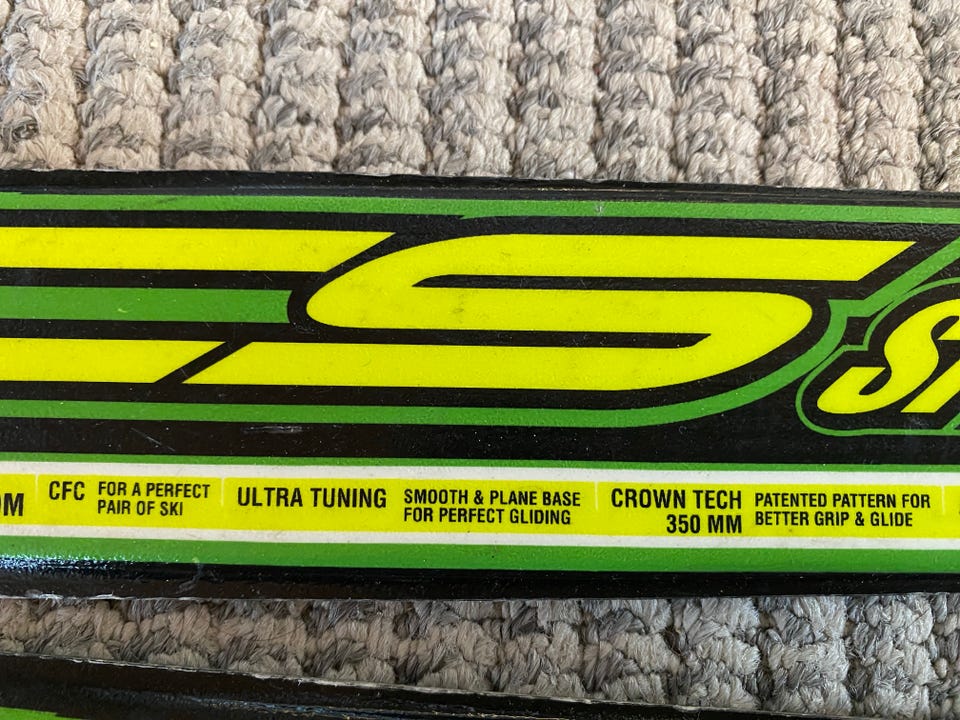 S
CFC
FOR A PERFECT
PAIR OF SKI
ULTRA TUNING
SMOOTH & PLANE BASE
FOR PERFECT GLIDING
CROWN TECH
350 MM
PATENTED PATTERN FOR
BETTER GRIP & GLIDE